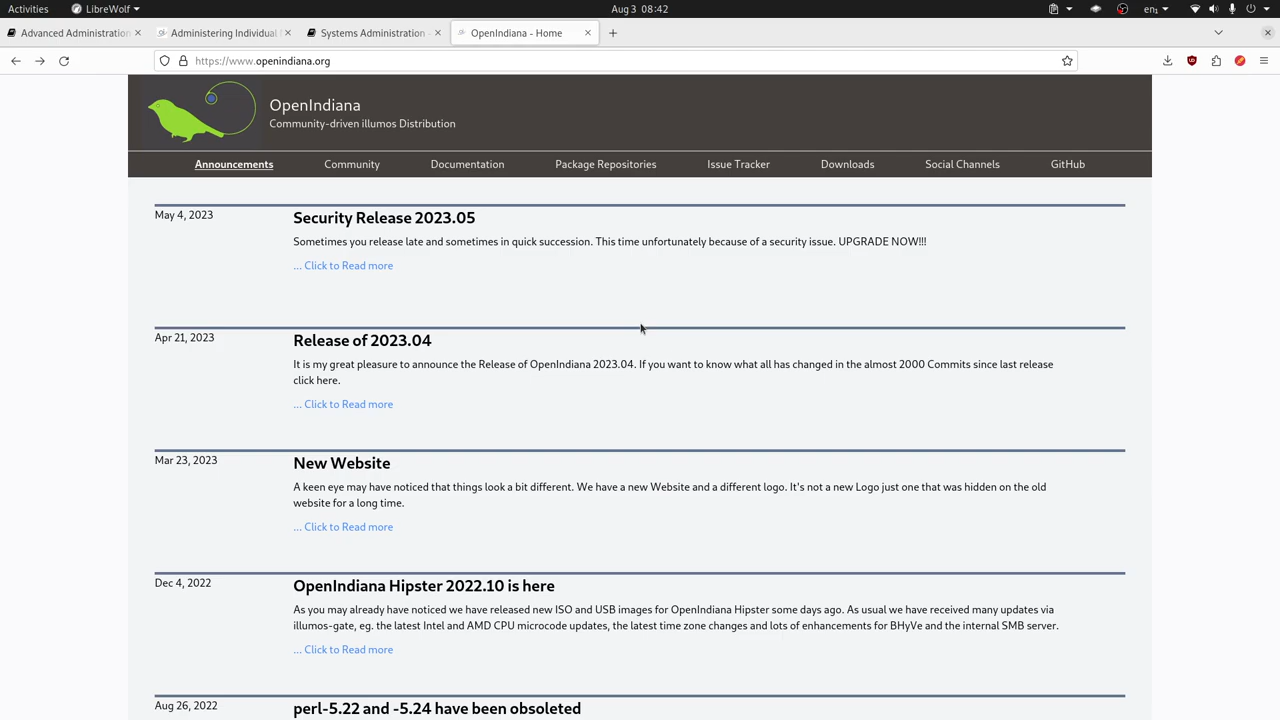 Activities LibreWolf Aug 3 08:42 en₁
Advanced Administration Administering Individual Systems Administration OpenIndiana - Home
https://www.openindiana.org
OpenIndiana
Community-driven illumos Distribution
Announcements Community Documentation Package Repositories Issue Tracker Downloads Social Channels GitHub
May 4, 2023 Security Release 2023.05
Sometimes you release late and sometimes in quick succession. This time unfortunately because of a security issue. UPGRADE NOW!!!
... Click to Read more
Apr 21, 2023 Release of 2023.04
It is my great pleasure to announce the Release of OpenIndiana 2023.04. If you want to know what all has changed in the almost 2000 Commits since last release
click here.
... Click to Read more
Mar 23, 2023 New Website
A keen eye may have noticed that things look a bit different. We have a new Website and a different logo. It's not a new Logo just one that was hidden on the old
website for a long time.
... Click to Read more
Dec 4, 2022 OpenIndiana Hipster 2022.10 is here
As you may already have noticed we have released new ISO and USB images for OpenIndiana Hipster some days ago. As usual we have received many updates via
illumos-gate, eg. the latest Intel and AMD CPU microcode updates, the latest time zone changes and lots of enhancements for BHyVe and the internal SMB server.
... Click to Read more
Aug 26, 2022 perl-5.22 and -5.24 have been obsoleted